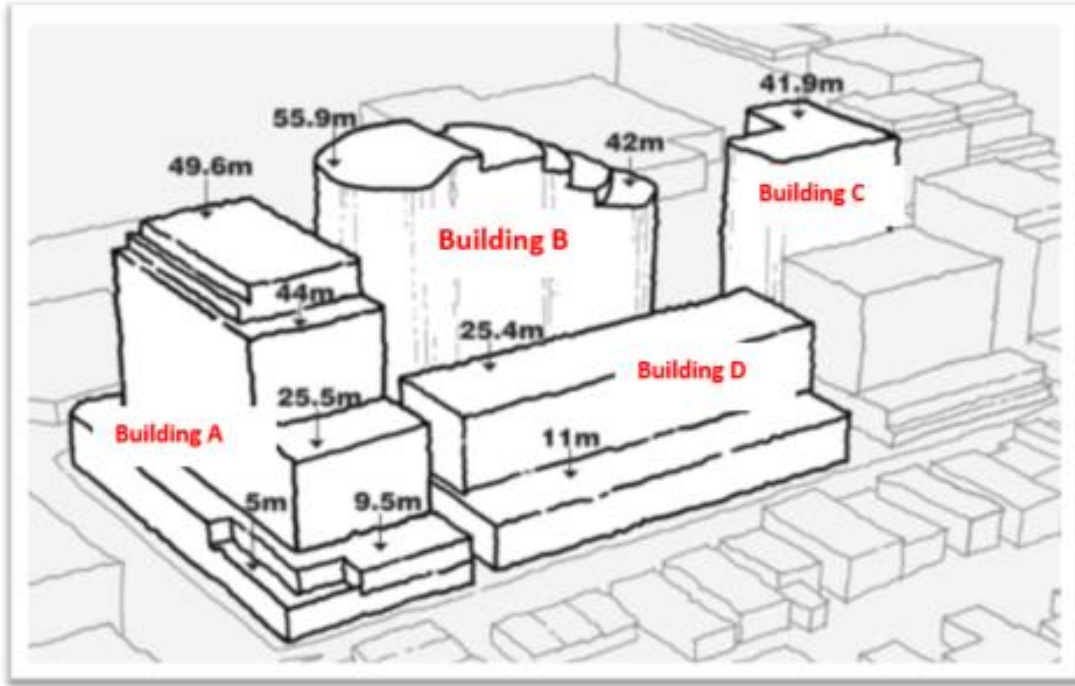 41.9m
55.9m
42m
49.6m
Building C
Building B
44m
25.4m
Building D
25.5m
Building A
11m
5m
9.5m